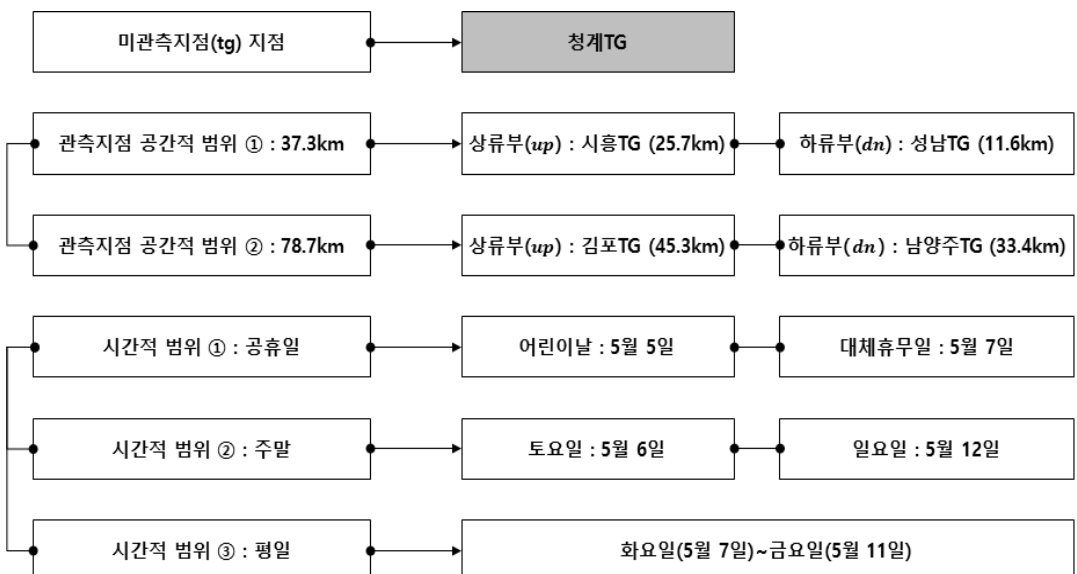 미관측지점(tg) 지점
청계TG
관측지점 공간적 범위 ① : 37.3km
상류부(up) : 시흥TG (25.7km)
하류부(dn) : 성남TG (11.6km)
관측지점 공간적 범위 ② : 78.7km
상류부(up) : 김포TG (45.3km)
하류부(dn) : 남양주TG (33.4km)
시간적 범위 ① : 공휴일
어린이날 : 5월 5일
대체휴무일 : 5월 7일
시간적 범위 ② : 주말
토요일 : 5월 6일
일요일 : 5월 12일
시간적 범위 ③ : 평일
화요일(5월 7일)~금요일(5월 11일)